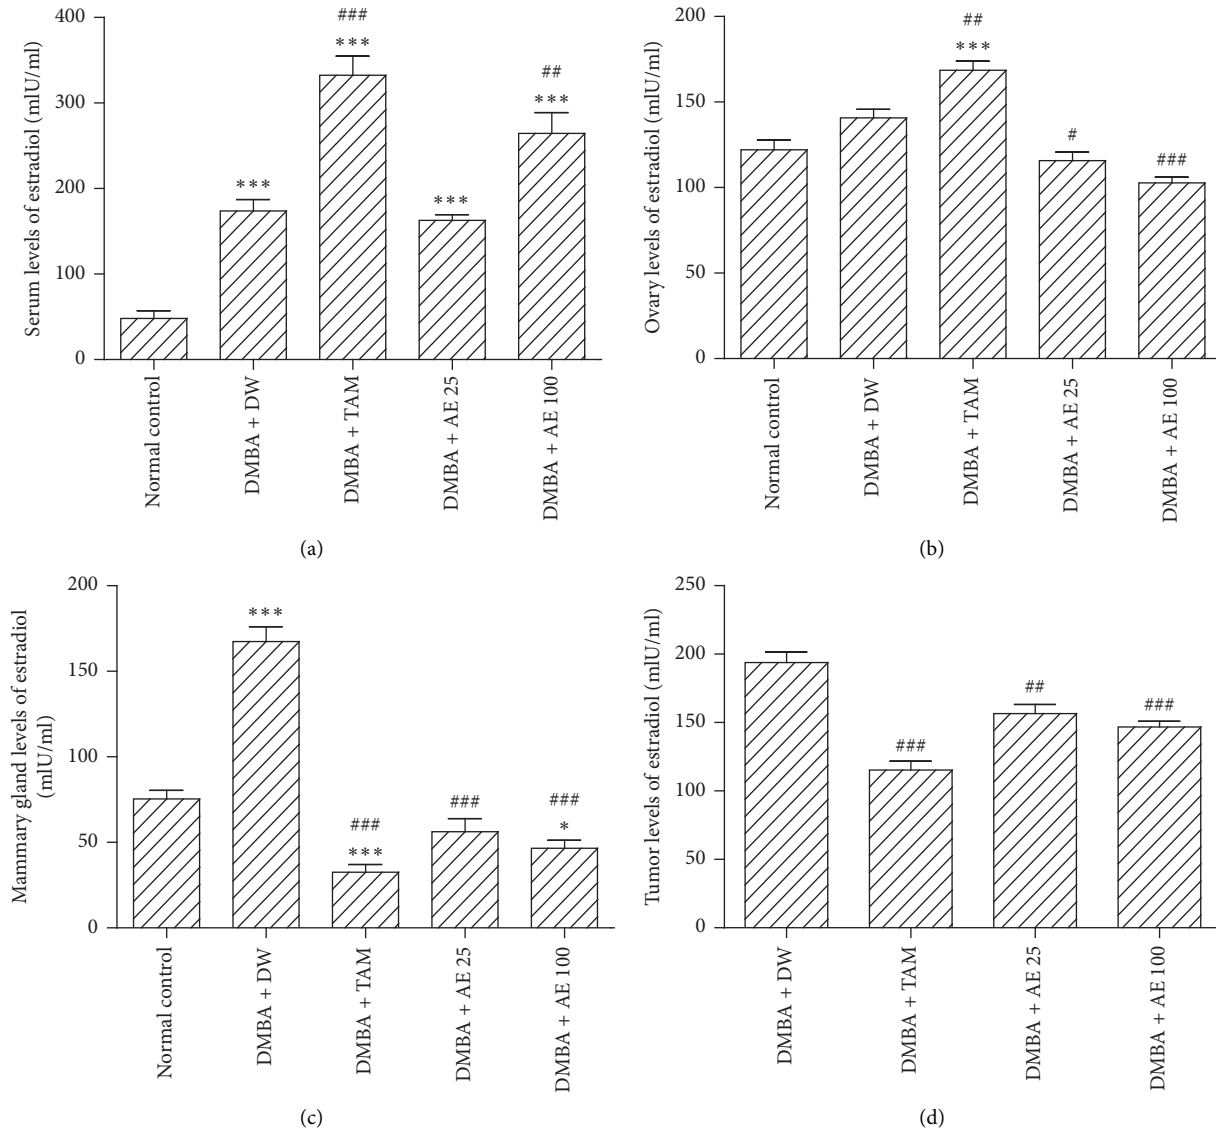 Serum levels of estradiol (mlU/ml)
400
300
200
100
0
***
###
***
***
##
***
Normal control
DMBA + DW
DMBA + TAM
DMBA + AE 25
DMBA + AE 100
(a)
Ovary levels of estradiol (mlU/ml)
200
150
100
50
0
##
***
#
###
Normal control
DMBA + DW
DMBA + TAM
DMBA + AE 25
DMBA + AE 100
(b)
Mammary gland levels of estradiol
(mlU/ml)
200
150
100
50
0
***
###
***
###
###
*
Normal control
DMBA + DW
DMBA + TAM
DMBA + AE 25
DMBA + AE 100
(c)
Tumor levels of estradiol (mlU/ml)
250
200
150
100
50
0
###
##
###
DMBA + DW
DMBA + TAM
DMBA + AE 25
DMBA + AE 100
(d)